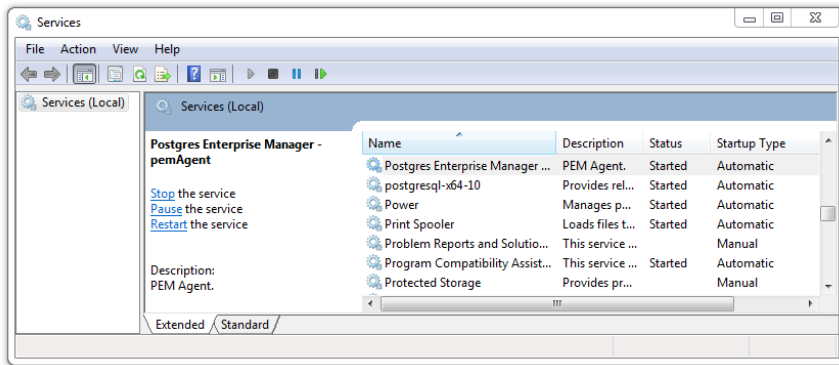 Services
File Action View Help
Services (Local)
Services (Local)
Postgres Enterprise Manager -
pemAgent
Stop the service
Pause the service
Restart the service
Description:
PEM Agent.
Name Description Status Startup Type
Postgres Enterprise Manager ... PEM Agent. Started Automatic
postgresql-x64-10 Provides rel... Started Automatic
Power Manages p... Started Automatic
Print Spooler Loads files t... Started Automatic
Problem Reports and Solutio... This service ... Manual
Program Compatibility Assist... This service ... Started Automatic
Protected Storage Provides pr... Manual
Extended Standard